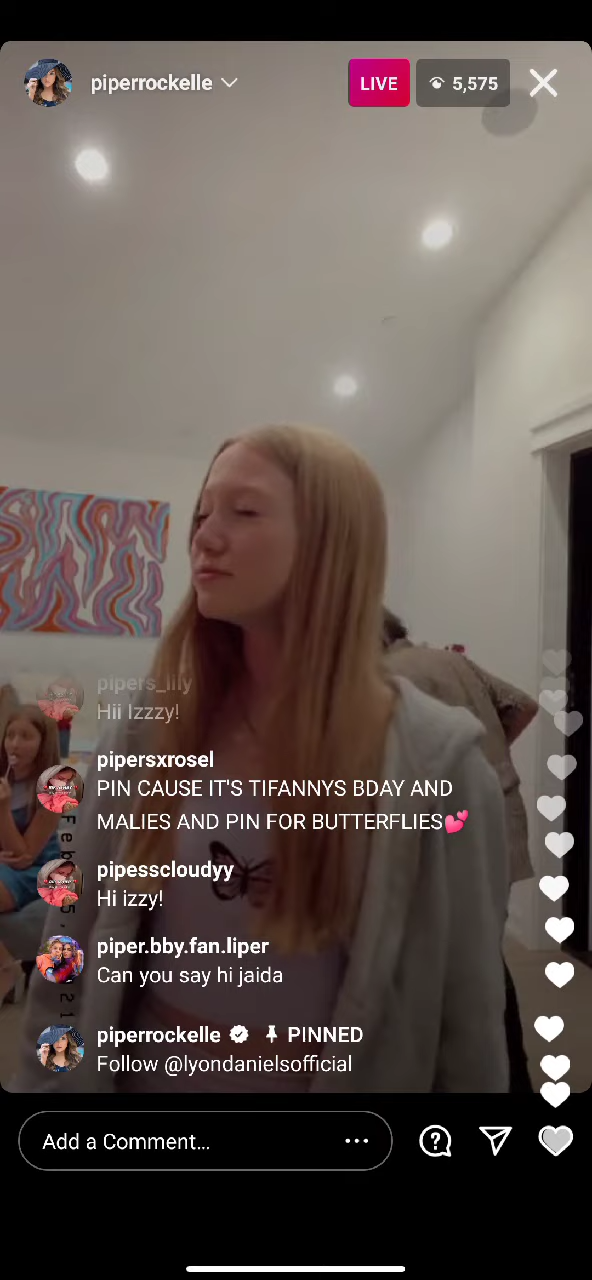 piperrockelle
LIVE
5,575
pipers_lily
Hii Izzzy!
pipersxrosel
PIN CAUSE IT'S TIFANNYS BDAY AND
MALIES AND PIN FOR BUTTERFLIES💕
pipesscloudyy
Hi izzy!
piper.bby.fan.liper
Can you say hi jaida
piperrockelle PINNED
Follow @lyondanielsofficial
Add a Comment...